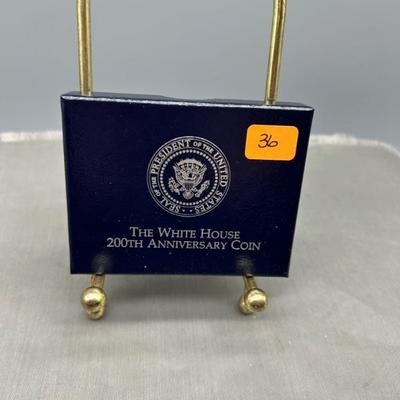 SEAL OF THE PRESIDENT OF THE UNITED STATES
36
THE WHITE HOUSE
200TH ANNIVERSARY COIN